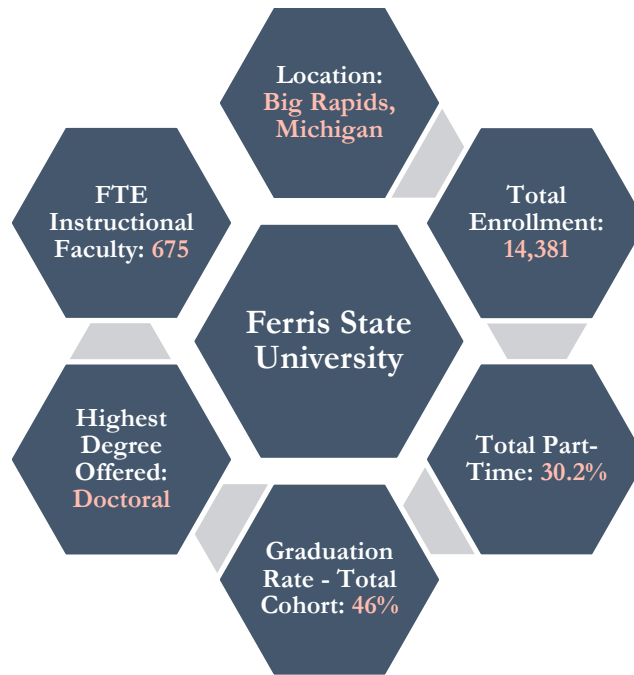 Location:
Big Rapids,
Michigan
FTE
Instructional
Faculty: 675
Total
Enrollment:
14,381
Ferris State
University
Highest
Degree
Offered:
Doctoral
Total Part-
Time: 30.2%
Graduation
Rate - Total
Cohort: 46%